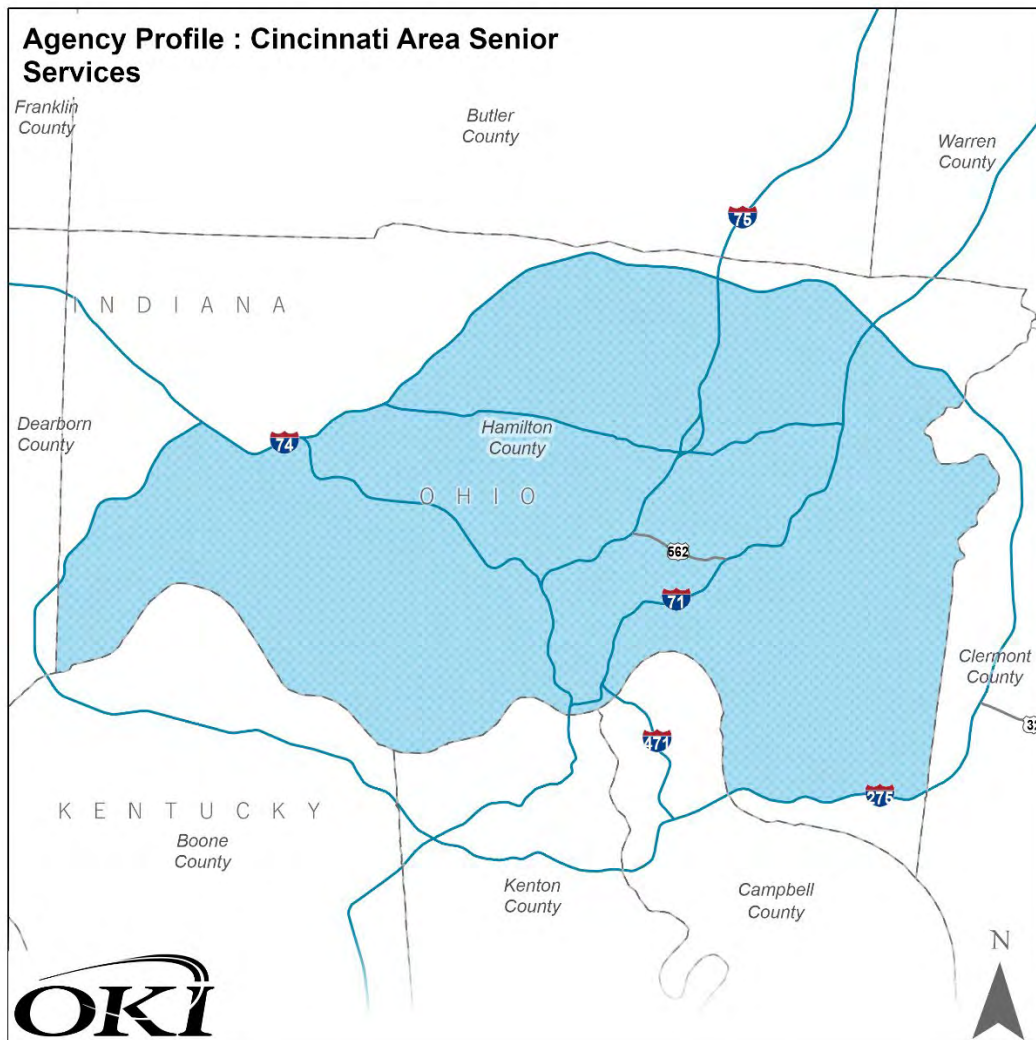 Agency Profile : Cincinnati Area Senior
Services
Franklin
County
Butler
County
Warren
County
75
INDIANA
Dearborn
County
74
Hamilton
County
OHIO
562
71
Clermont
County
32
471
275
KENTUCKY
Boone
County
Kenton
County
Campbell
County
N
OKI